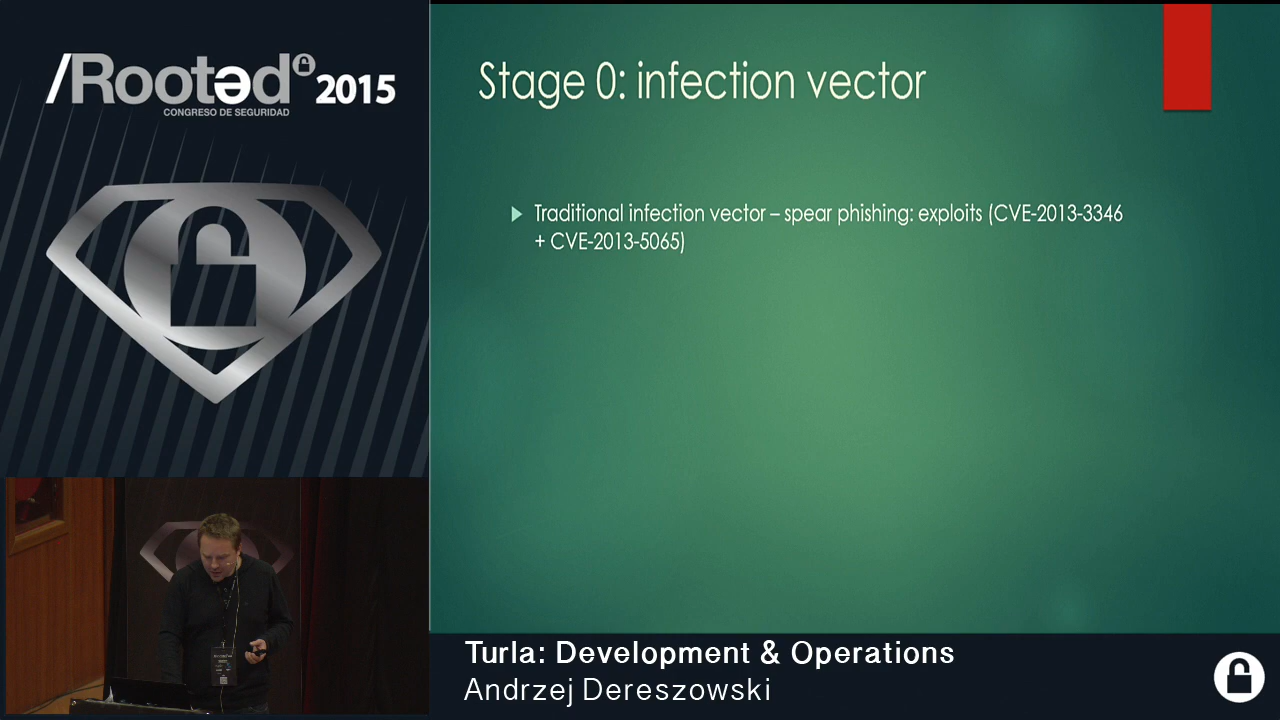 /Rootəd 2015
CONGRESO DE SEGURIDAD
Stage 0: infection vector
Traditional infection vector – spear phishing: exploits (CVE-2013-3346
+ CVE-2013-5065)
Turla: Development & Operations
Andrzej Dereszowski